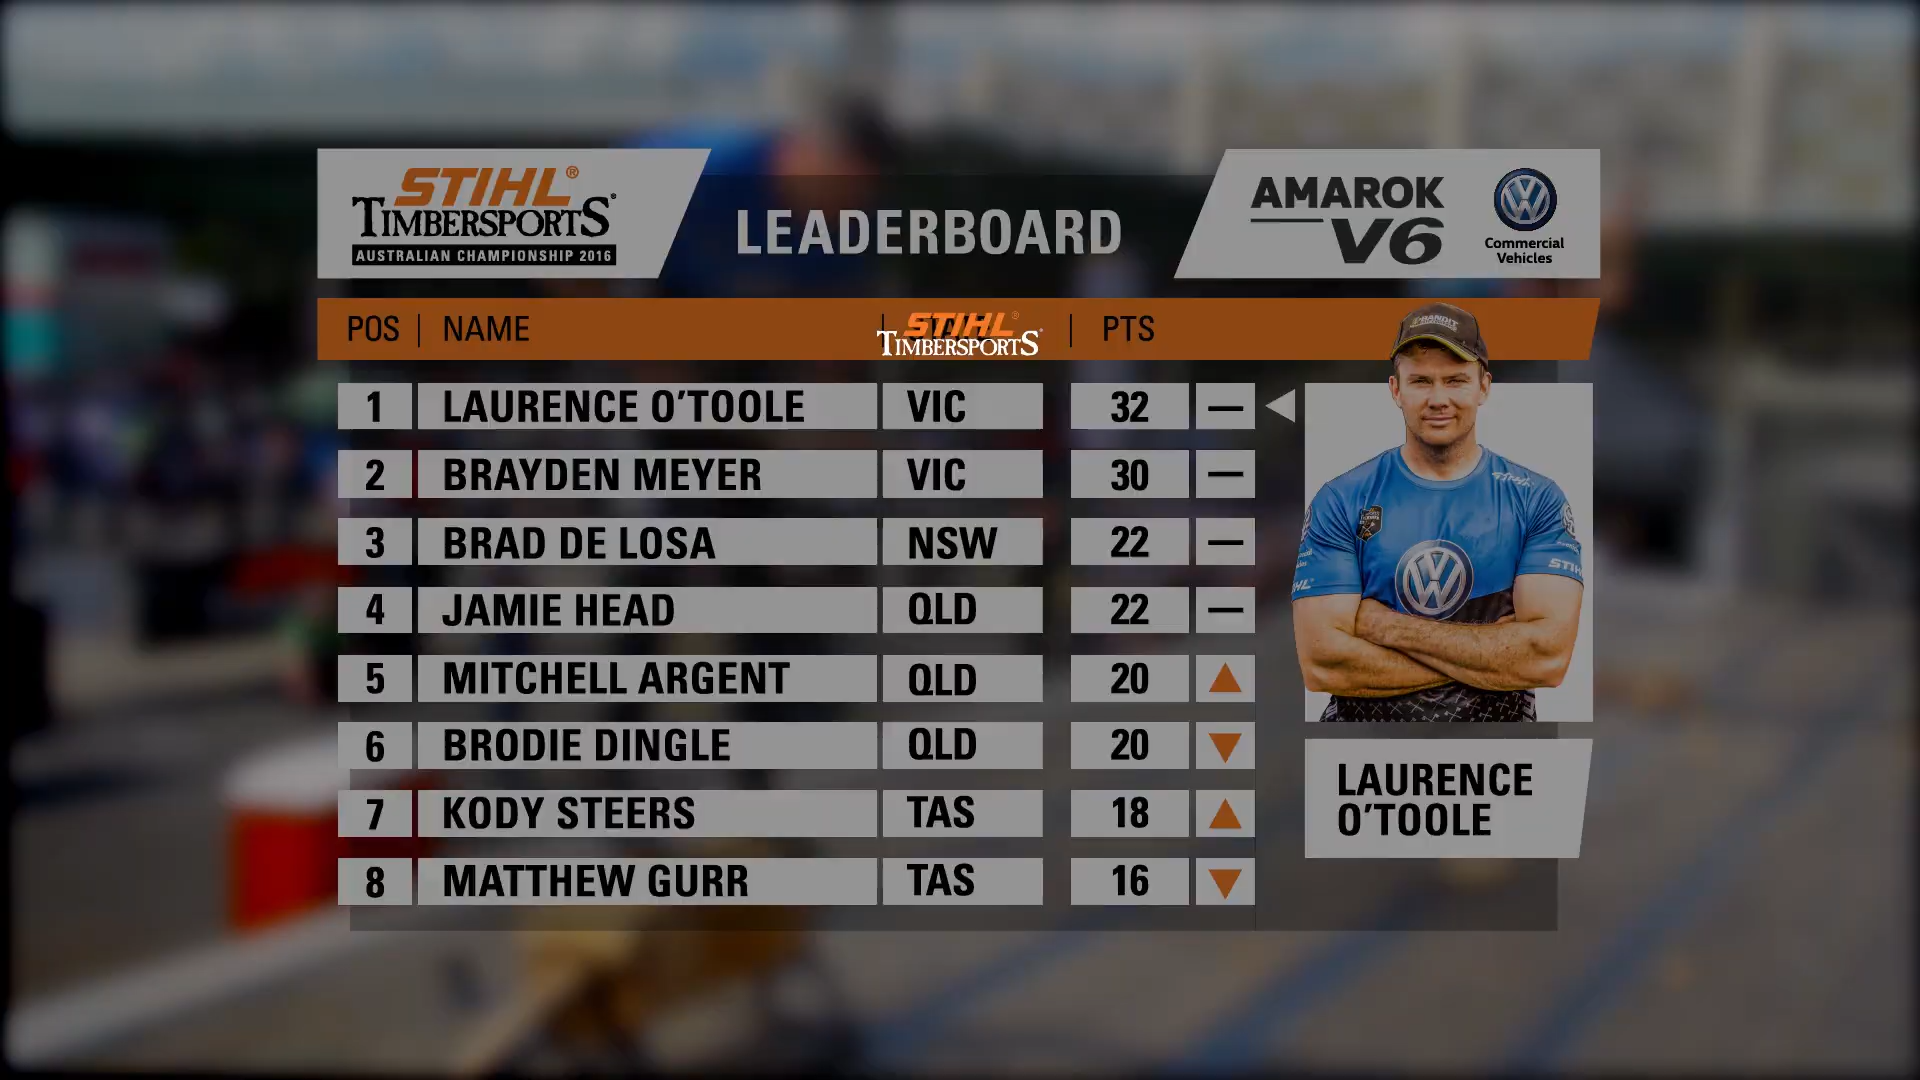 STIHL®
TIMBERSPORTS®
AUSTRALIAN CHAMPIONSHIP 2016
LEADERBOARD
AMAROK
V6
Commercial
Vehicles
POS NAME STIHL® PTS
TIMBERSPORTS®
1 LAURENCE O'TOOLE VIC 32 —
2 BRAYDEN MEYER VIC 30 —
3 BRAD DE LOSA NSW 22 —
4 JAMIE HEAD QLD 22 —
5 MITCHELL ARGENT QLD 20 ▲
6 BRODIE DINGLE QLD 20 ▼
7 KODY STEERS TAS 18 ▲
8 MATTHEW GURR TAS 16 ▼
BANDIT
STIHL
LAURENCE
O'TOOLE